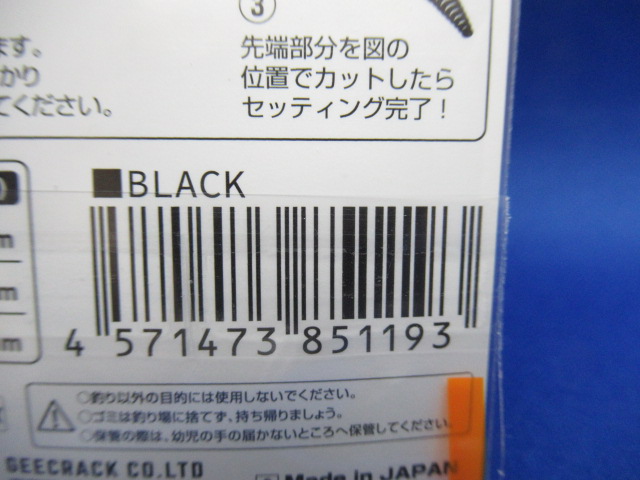 ③
ます。
かり
てください。
先端部分を図の
位置でカットしたら
セッティング完了！
■BLACK
m
m
m
4 571473 851193
○釣り以外の目的には使用しないでください。
○ゴミは釣り場に捨てず、持ち帰りましょう。
○保管の際は、幼児の手の届かないところへ保管してください。
GEECRACK CO.LTD
Made in JAPAN